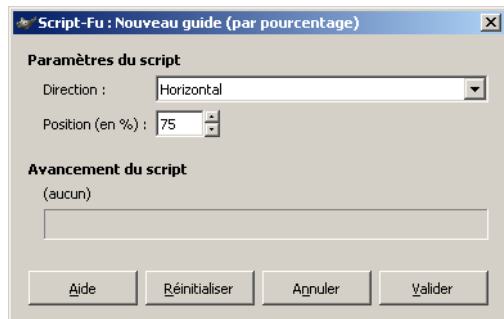 Script-Fu : Nouveau guide (par pourcentage)
Paramètres du script
Direction : Horizontal
Position (en %) : 75
Avancement du script
(aucun)
Aide Réinitialiser Annuler Valider